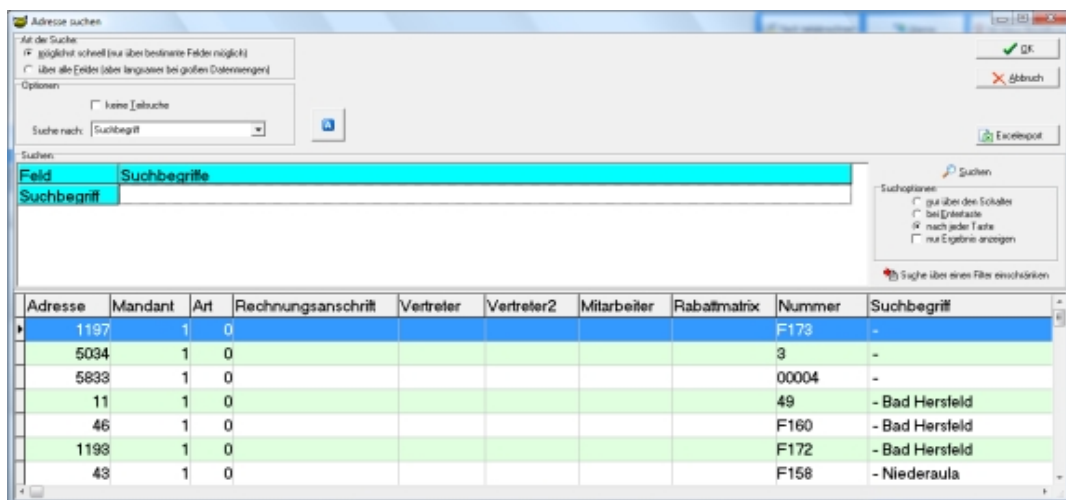 Adresse suchen
Art der Suche:
möglichst schnell (nur über bestimmte Felder möglich)
über alle Felder (aber langsamer bei großen Datenmengen)
Optionen
keine Teilsuche
Suche nach: Suchbegriff
OK
Abbruch
Excelexport
Suchen
Feld Suchbegriffe
Suchbegriff
Suchen
Suchoptionen
nur über den Schalter
bei Entertaste
nach jeder Taste
nur Ergebnis anzeigen
Suche über einen Filter einschränken
Adresse Mandant Art Rechnungsanschrift Vertreter Vertreter2 Mitarbeiter Rabattmatrix Nummer Suchbegriff
1197 1 0 F173 -
5034 1 0 3 -
5833 1 0 00004 -
11 1 0 49 - Bad Hersfeld
46 1 0 F160 - Bad Hersfeld
1193 1 0 F172 - Bad Hersfeld
43 1 0 F158 - Niederaula